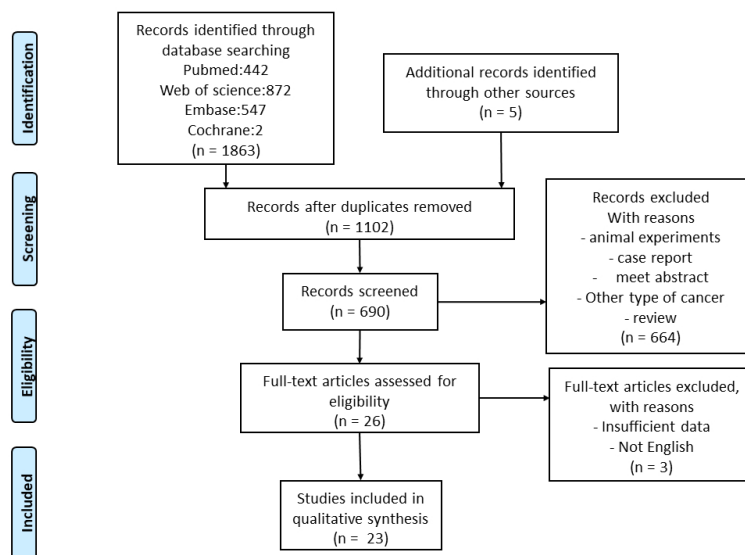 Identification
Records identified through
database searching
Pubmed:442
Web of science:872
Embase:547
Cochrane:2
(n = 1863)
Additional records identified
through other sources
(n = 5)
Screening
Records after duplicates removed
(n = 1102)
Records screened
(n = 690)
Records excluded
With reasons
- animal experiments
- case report
- meet abstract
- Other type of cancer
- review
(n = 664)
Eligibility
Full-text articles assessed for
eligibility
(n = 26)
Full-text articles excluded,
with reasons
- Insufficient data
- Not English
(n = 3)
Included
Studies included in
qualitative synthesis
(n = 23)